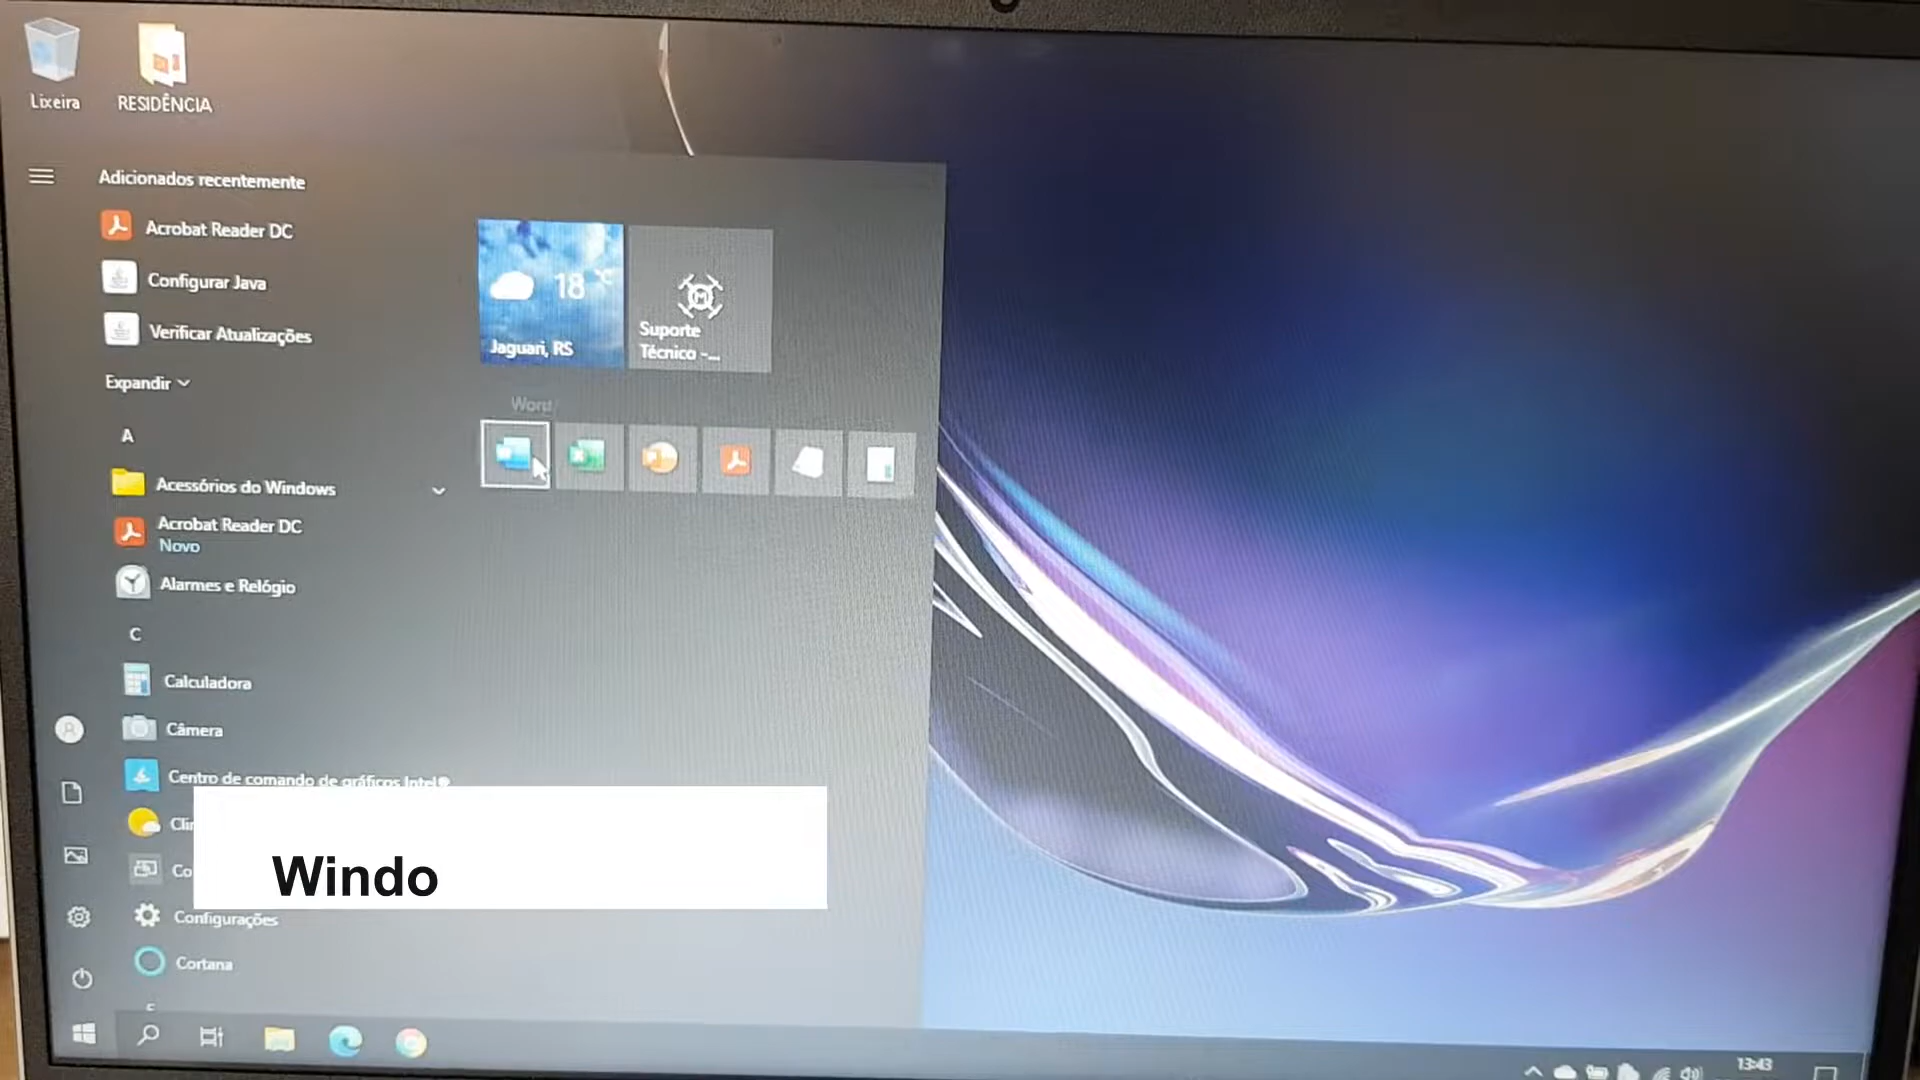 Lixeira
RESIDÊNCIA
Adicionados recentemente
Acrobat Reader DC
Configurar Java
Verificar Atualizações
Expandir
A
Acessórios do Windows
Acrobat Reader DC
Novo
Alarmes e Relógio
C
Calculadora
Câmera
Centro de comando de gráficos Intel®
Cli
Co
Configurações
Cortana
18 °C
Jaguari, RS
Suporte
Técnico -...
Word
Windo
13:43